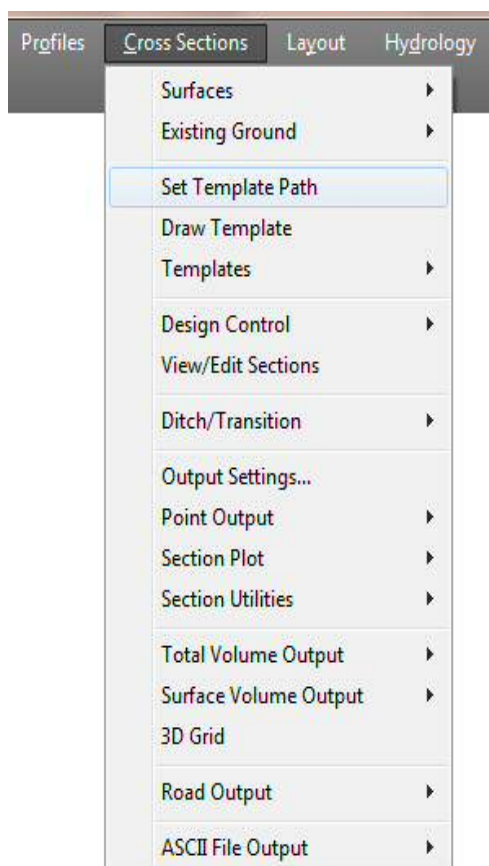 Profiles Cross Sections Layout Hydrology
Surfaces
Existing Ground
Set Template Path
Draw Template
Templates
Design Control
View/Edit Sections
Ditch/Transition
Output Settings...
Point Output
Section Plot
Section Utilities
Total Volume Output
Surface Volume Output
3D Grid
Road Output
ASCII File Output